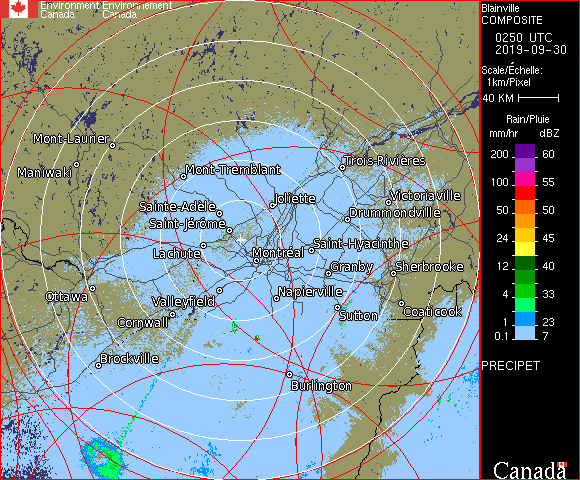 Environment Environnement
Canada Canada
Blainville
COMPOSITE
0250 UTC
2019-09-30
Scale/Échelle:
1km/Pixel
40 KM
Rain/Pluie
mm/hr dBZ
200 60
155
100 55
50 50
24 45
12 40
4 33
1 23
0.1 7
PRECIPET
Canada
Mont-Laurier
Maniwaki
Mont-Tremblant
Trois-Rivières
Sainte-Adèle
Joliette
Victoriaville
Drummondville
Saint-Jérôme
Lachute
Montréal
Saint-Hyacinthe
Granby
Sherbrooke
Ottawa
Valleyfield
Napierville
Cornwall
Sutton
Coaticook
Brockville
Burlington